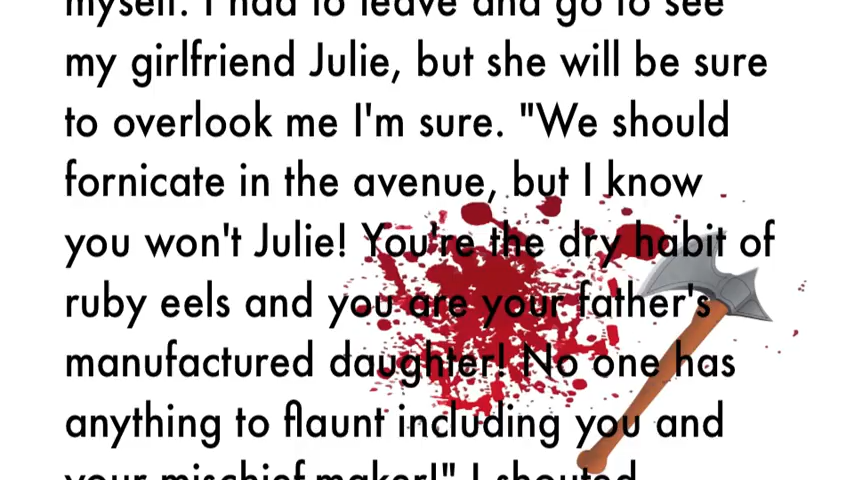 myself. I had to leave and go to see
my girlfriend Julie, but she will be sure
to overlook me I'm sure. "We should
fornicate in the avenue, but I know
you won't Julie! You're the dry habit of
ruby eels and you are your father's
manufactured daughter! No one has
anything to flaunt including you and
your mischief-maker!" I shouted